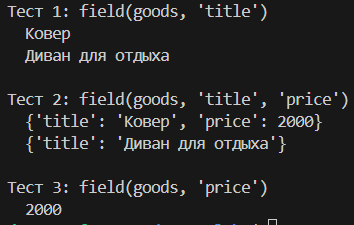 Тест 1: field(goods, 'title')
Ковер
Диван для отдыха
Тест 2: field(goods, 'title', 'price')
{'title': 'Ковер', 'price': 2000}
{'title': 'Диван для отдыха'}
Тест 3: field(goods, 'price')
2000